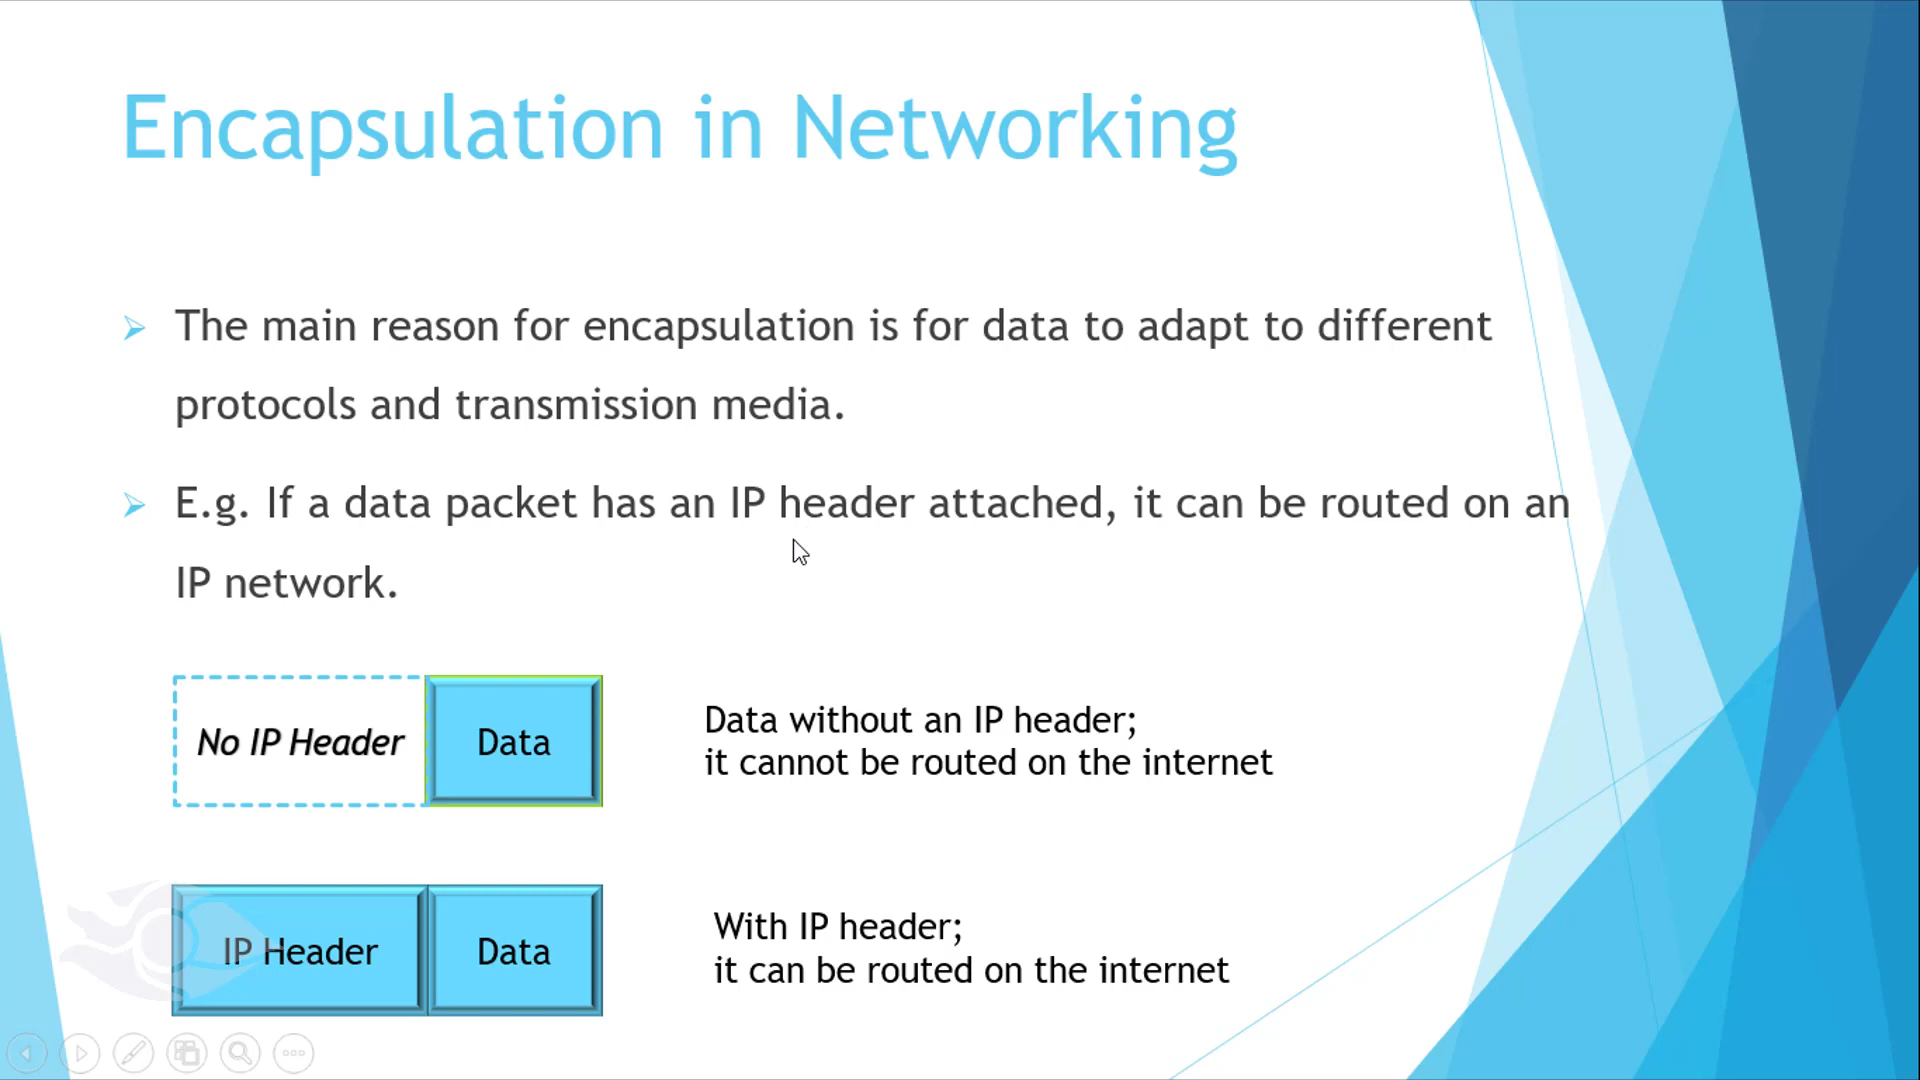 Encapsulation in Networking
The main reason for encapsulation is for data to adapt to different
protocols and transmission media.
E.g. If a data packet has an IP header attached, it can be routed on an
IP network.
No IP Header
Data
Data without an IP header;
it cannot be routed on the internet
IP Header
Data
With IP header;
it can be routed on the internet